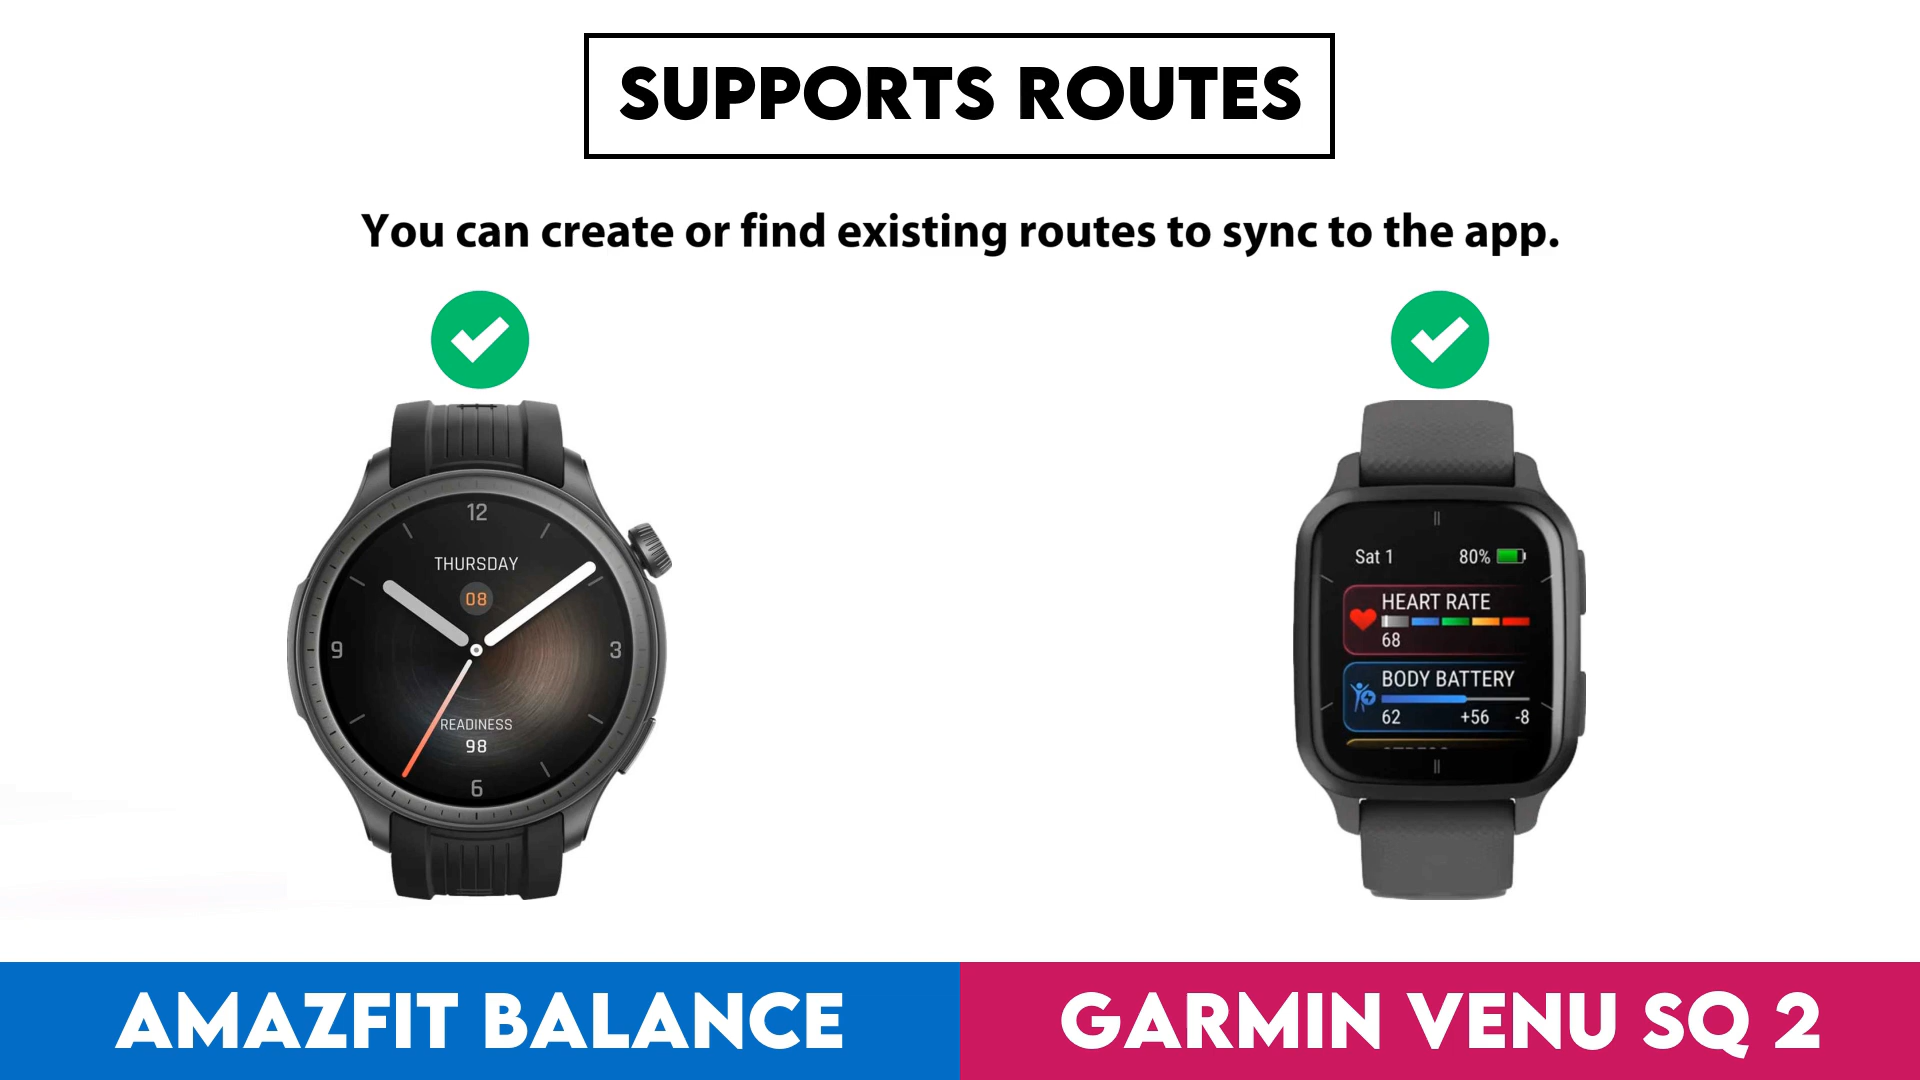 SUPPORTS ROUTES
You can create or find existing routes to sync to the app.
12
THURSDAY
08
9
3
READINESS
98
6
Sat 1 80%
HEART RATE
68
BODY BATTERY
62 +56 -8
AMAZFIT BALANCE
GARMIN VENU SQ 2